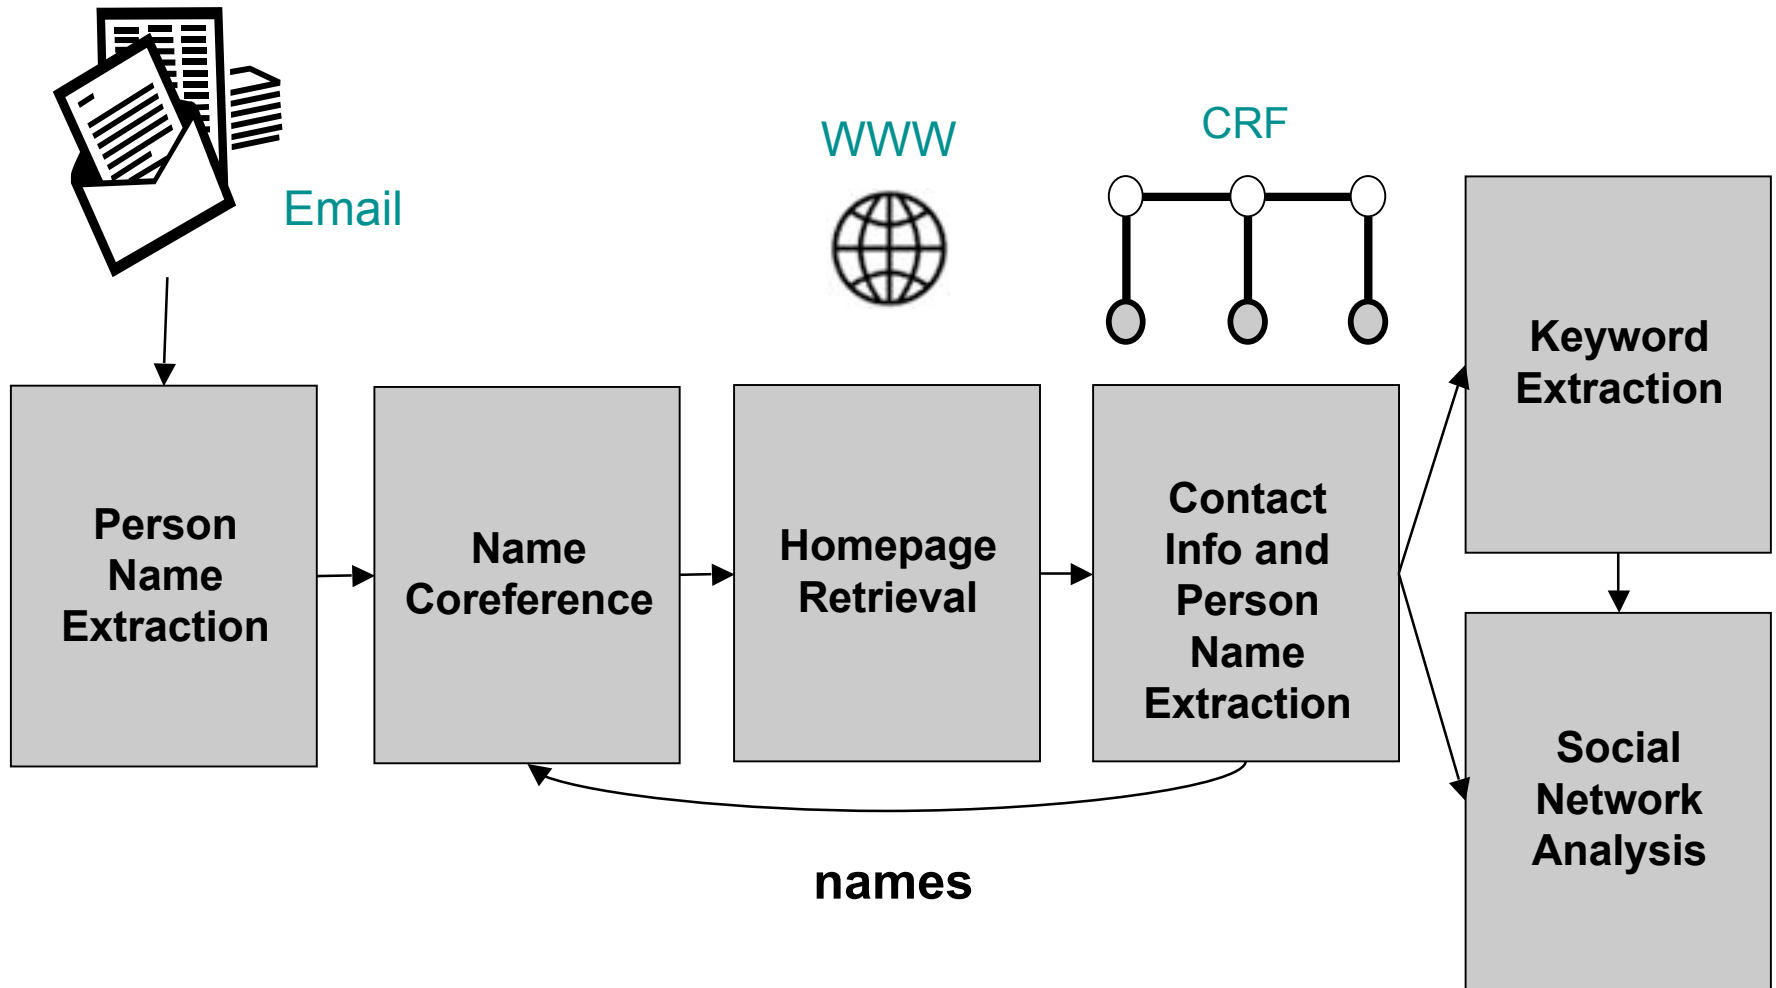 Email
WWW
CRF
Person
Name
Extraction
Name
Coreference
Homepage
Retrieval
Contact
Info and
Person
Name
Extraction
Keyword
Extraction
Social
Network
Analysis
names